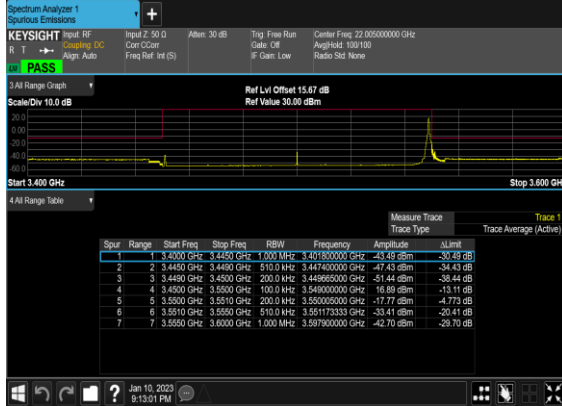 Spectrum Analyzer 1
Spurious Emissions
+
KEYSIGHT Input: RF Input Z: 50 Ω Atten: 30 dB Trig: Free Run Center Freq: 22.005000000 GHz
R T Coupling: DC Corr CCorr Gate: Off Avg|Hold: 100/100
Align: Auto Freq Ref: Int (S) IF Gain: Low Radio Std: None
PASS
3 All Range Graph
Ref Lvl Offset 15.67 dB
Scale/Div 10.0 dB Ref Value 30.00 dBm
20.0
0.00
-20.0
-40.0
-60.0
Start 3.400 GHz Stop 3.600 GH
4 All Range Table
Measure Trace Trace 1
Trace Type Trace Average (Active)
Spur Range Start Freq Stop Freq RBW Frequency Amplitude ΔLimit
1 1 3.4000 GHz 3.4450 GHz 1.000 MHz 3.401800000 GHz -43.49 dBm -30.49 dB
2 2 3.4450 GHz 3.4490 GHz 510.0 kHz 3.447400000 GHz -47.43 dBm -34.43 dB
3 3 3.4490 GHz 3.4500 GHz 200.0 kHz 3.449665000 GHz -51.44 dBm -38.44 dB
4 4 3.4500 GHz 3.5500 GHz 100.0 kHz 3.549000000 GHz 16.89 dBm -13.11 dB
5 5 3.5500 GHz 3.5510 GHz 200.0 kHz 3.550005000 GHz -17.77 dBm -4.773 dB
6 6 3.5510 GHz 3.5550 GHz 510.0 kHz 3.551173333 GHz -33.41 dBm -20.41 dB
7 7 3.5550 GHz 3.6000 GHz 1.000 MHz 3.597900000 GHz -42.70 dBm -29.70 dB
? Jan 10, 2023
9:13:01 PM